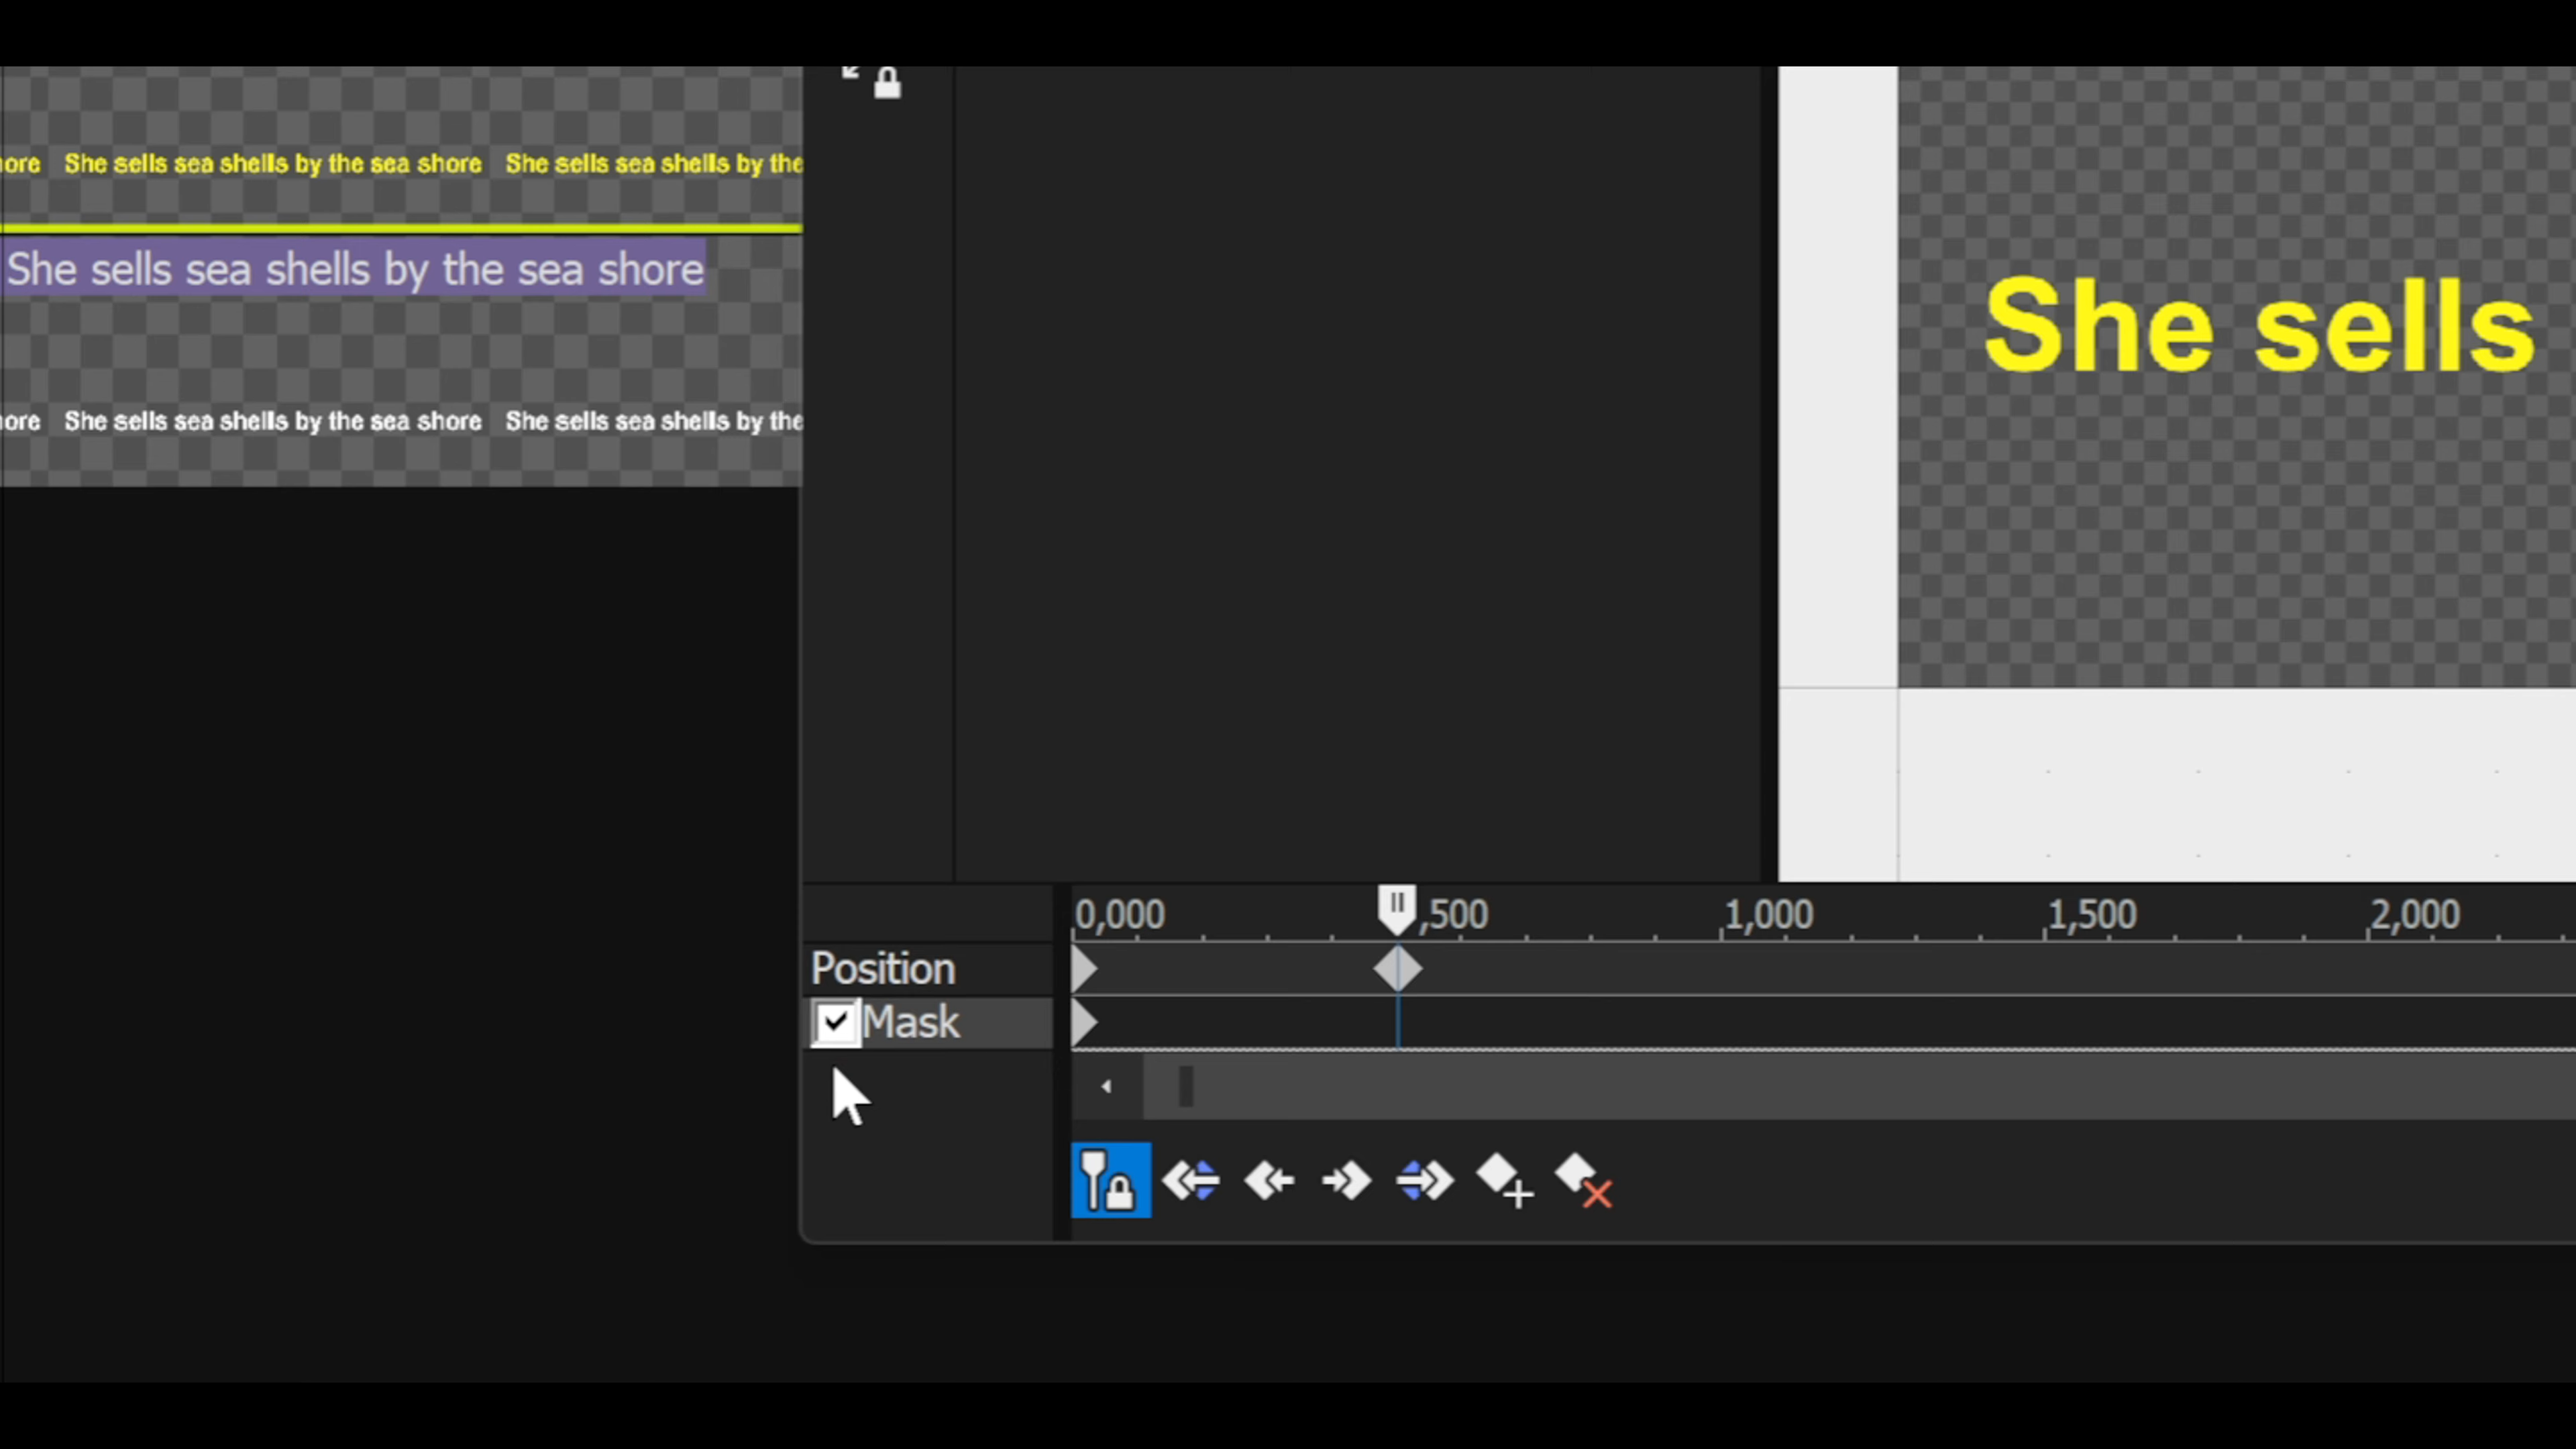 ore She sells sea shells by the sea shore She sells sea shells by the
She sells sea shells by the sea shore
ore She sells sea shells by the sea shore She sells sea shells by the
She sells
0,000 ,500 1,000 1,500 2,000
Position
Mask